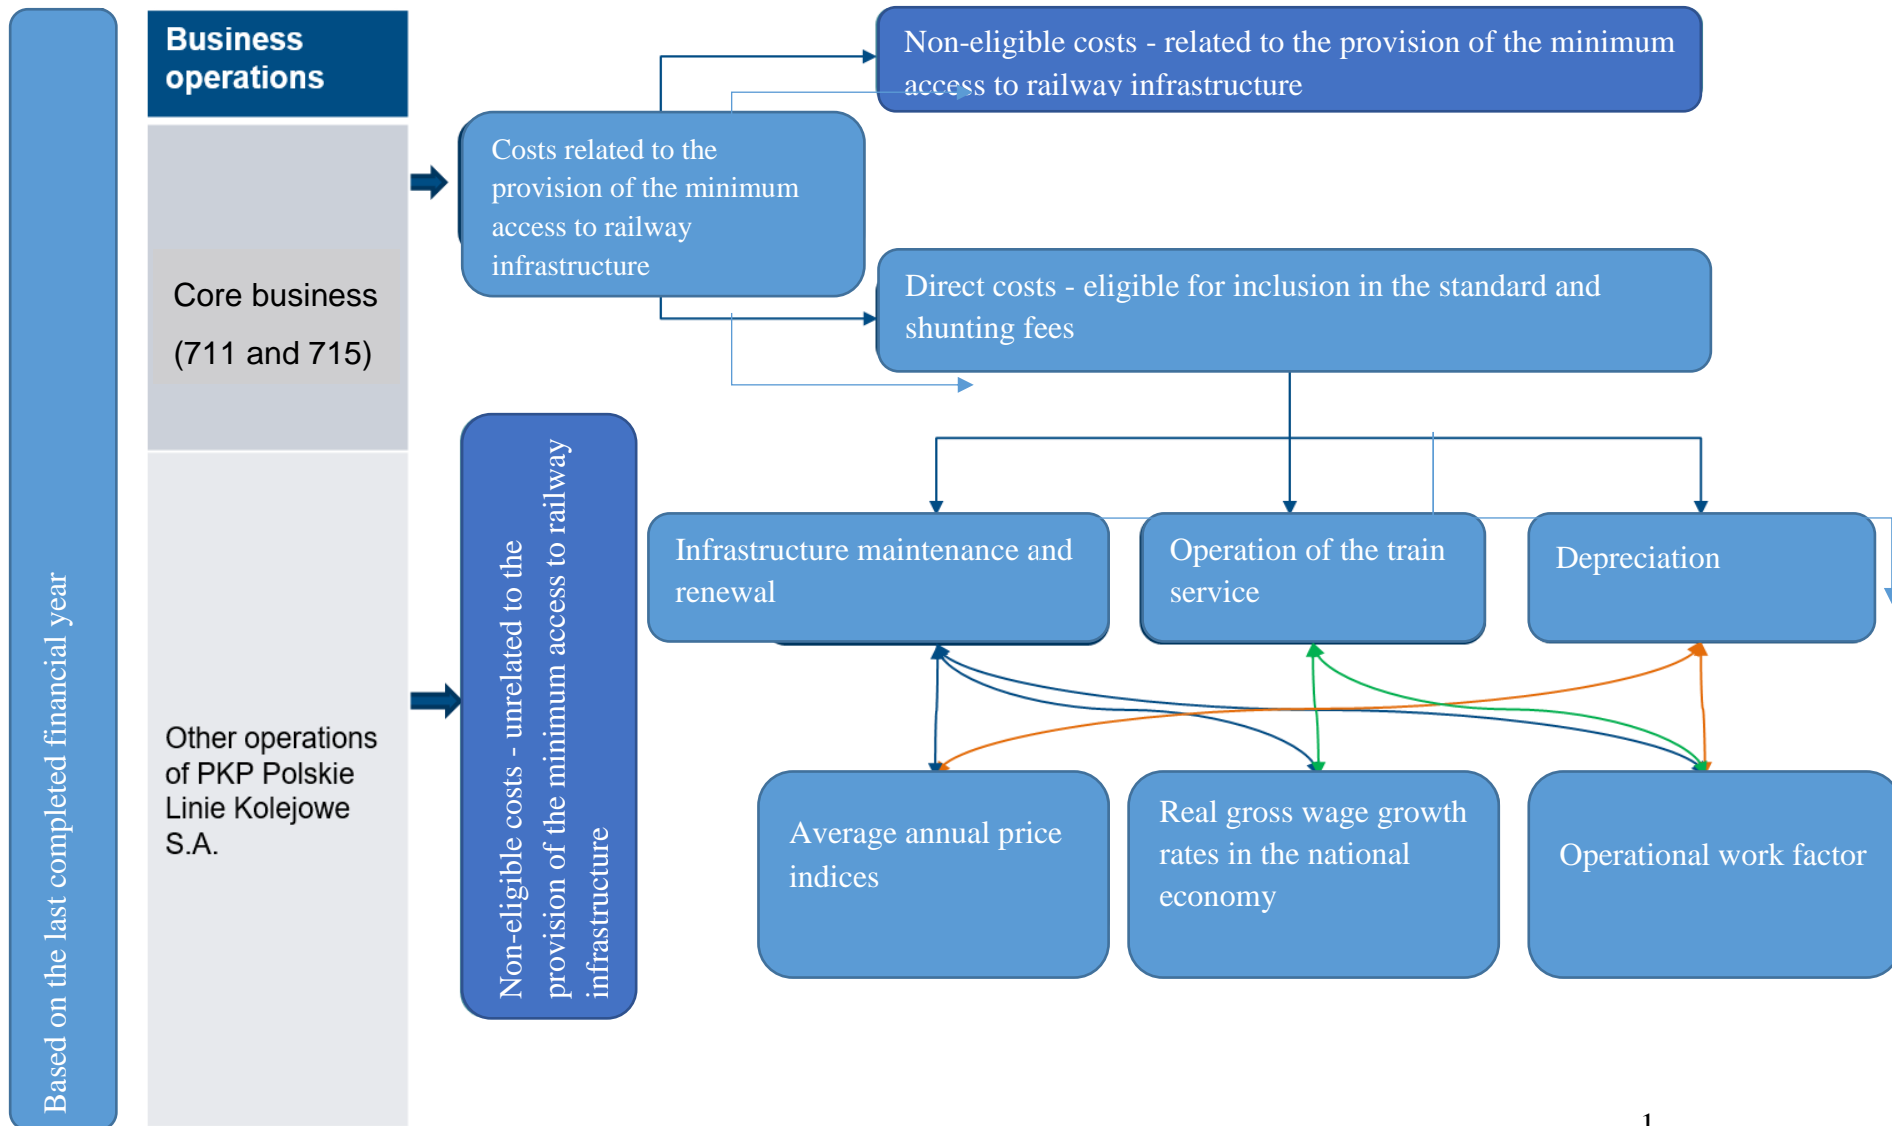 Based on the last completed financial year
Business
operations
Core business
(711 and 715)
Other operations
of PKP Polskie
Linie Kolejowe
S.A.
Costs related to the
provision of the minimum
access to railway
infrastructure
Non-eligible costs - related to the provision of the minimum
access to railway infrastructure
Direct costs - eligible for inclusion in the standard and
shunting fees
Non-eligible costs - unrelated to the
provision of the minimum access to railway
infrastructure
Infrastructure maintenance and
renewal
Operation of the train
service
Depreciation
Average annual price
indices
Real gross wage growth
rates in the national
economy
Operational work factor
1